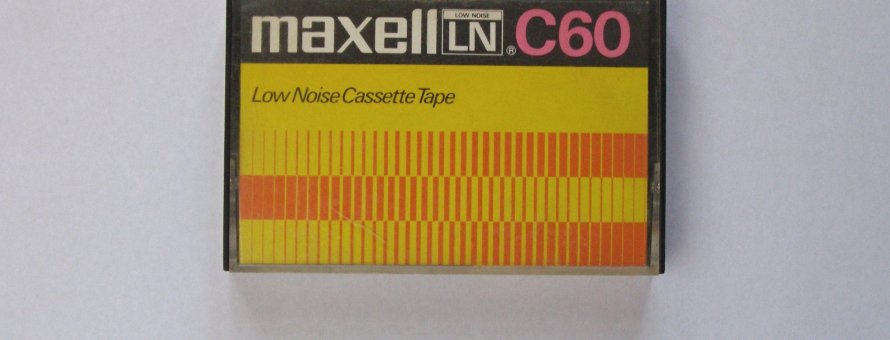 maxell LOW NOISE LN ® C60
Low Noise Cassette Tape